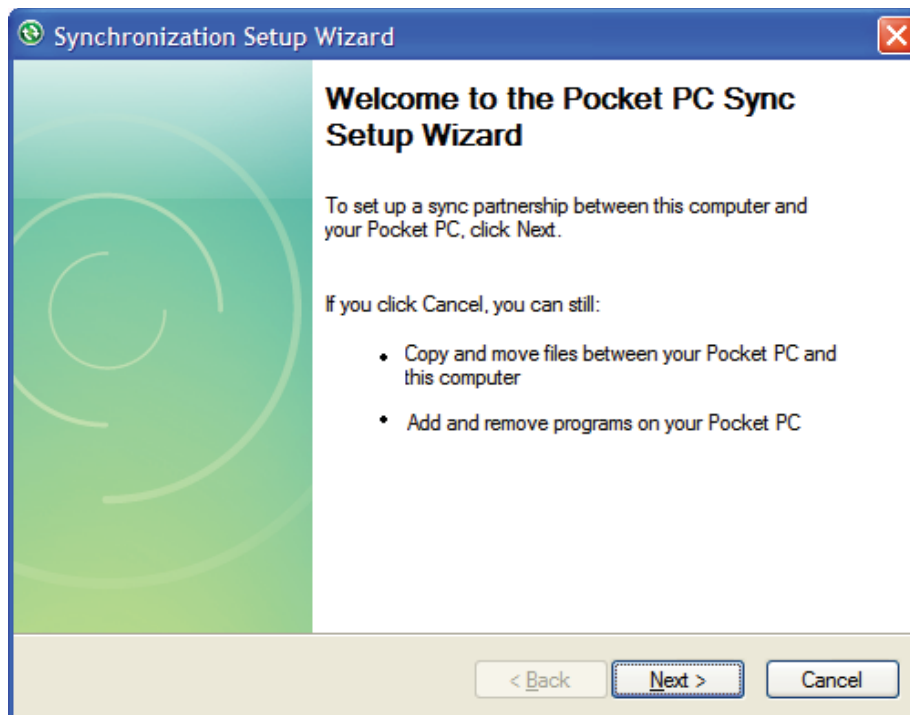 Synchronization Setup Wizard
Welcome to the Pocket PC Sync
Setup Wizard
To set up a sync partnership between this computer and
your Pocket PC, click Next.
If you click Cancel, you can still:
• Copy and move files between your Pocket PC and
this computer
• Add and remove programs on your Pocket PC
< Back Next > Cancel